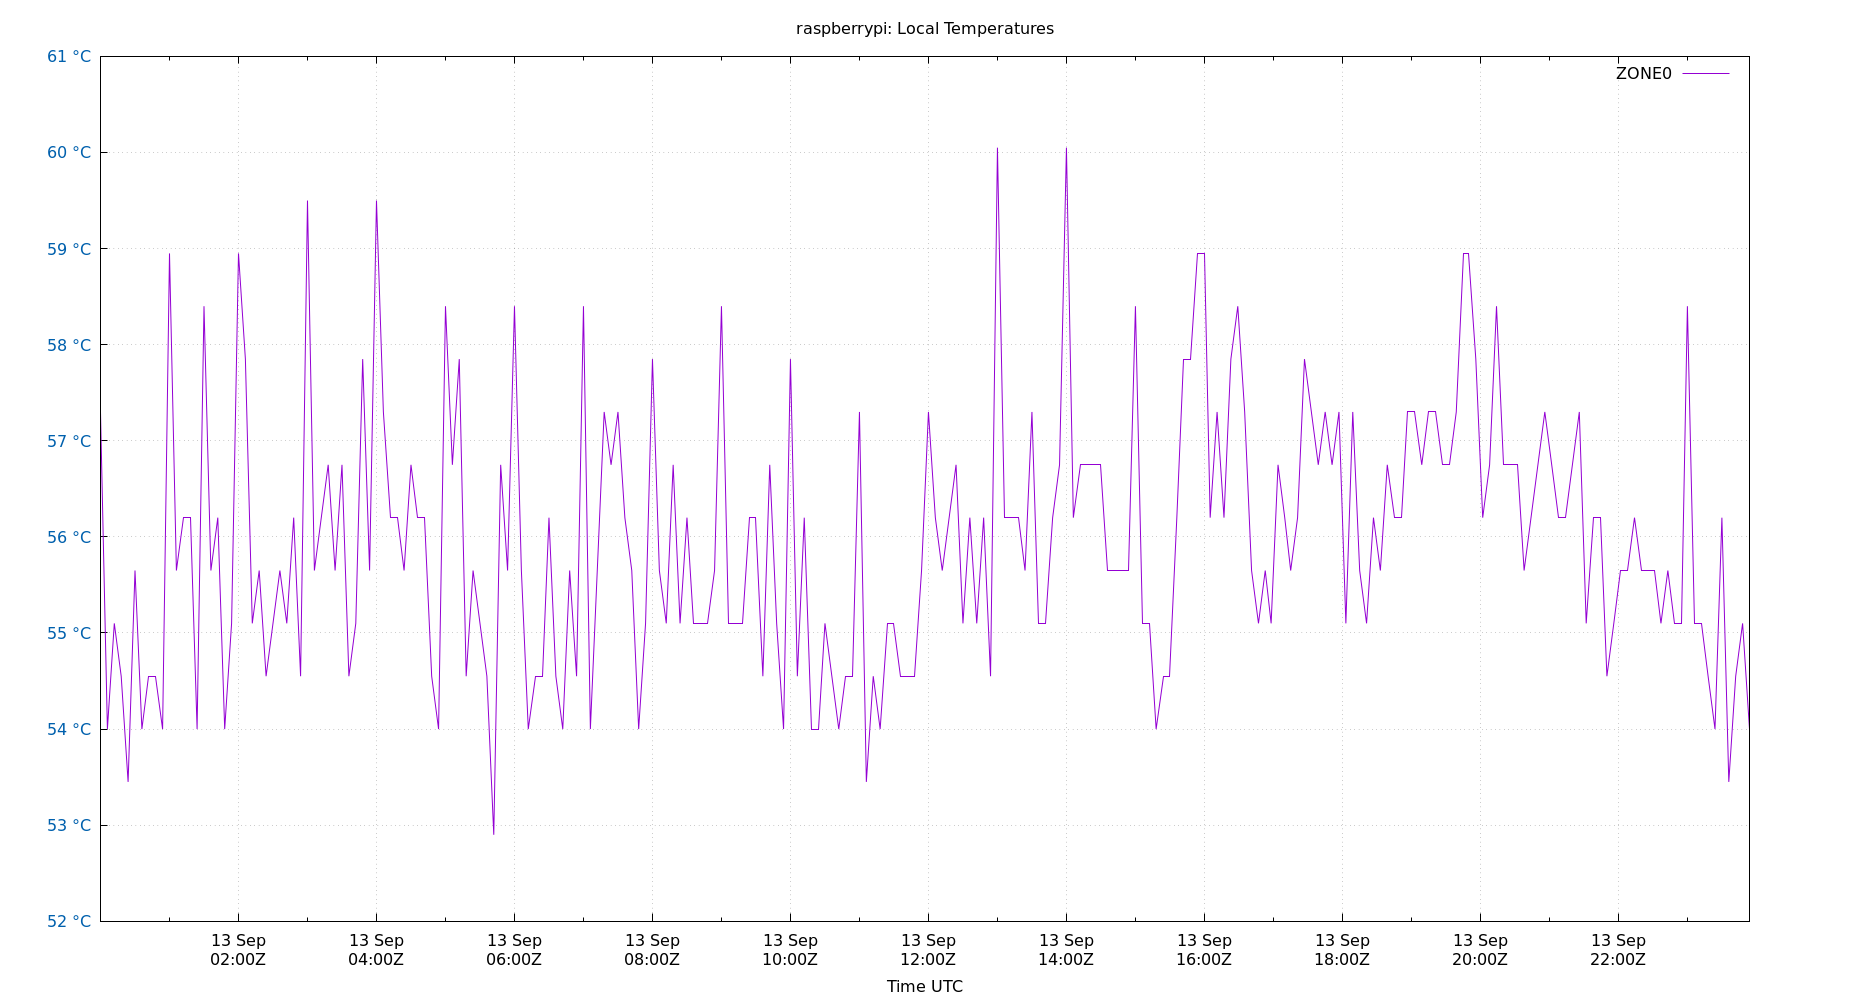 raspberrypi: Local Temperatures
61 °C
ZONE0
60 °C
59 °C
58 °C
57 °C
56 °C
55 °C
54 °C
53 °C
52 °C
13 Sep 13 Sep 13 Sep 13 Sep 13 Sep 13 Sep 13 Sep 13 Sep 13 Sep 13 Sep 13 Sep
02:00Z 04:00Z 06:00Z 08:00Z 10:00Z 12:00Z 14:00Z 16:00Z 18:00Z 20:00Z 22:00Z
Time UTC